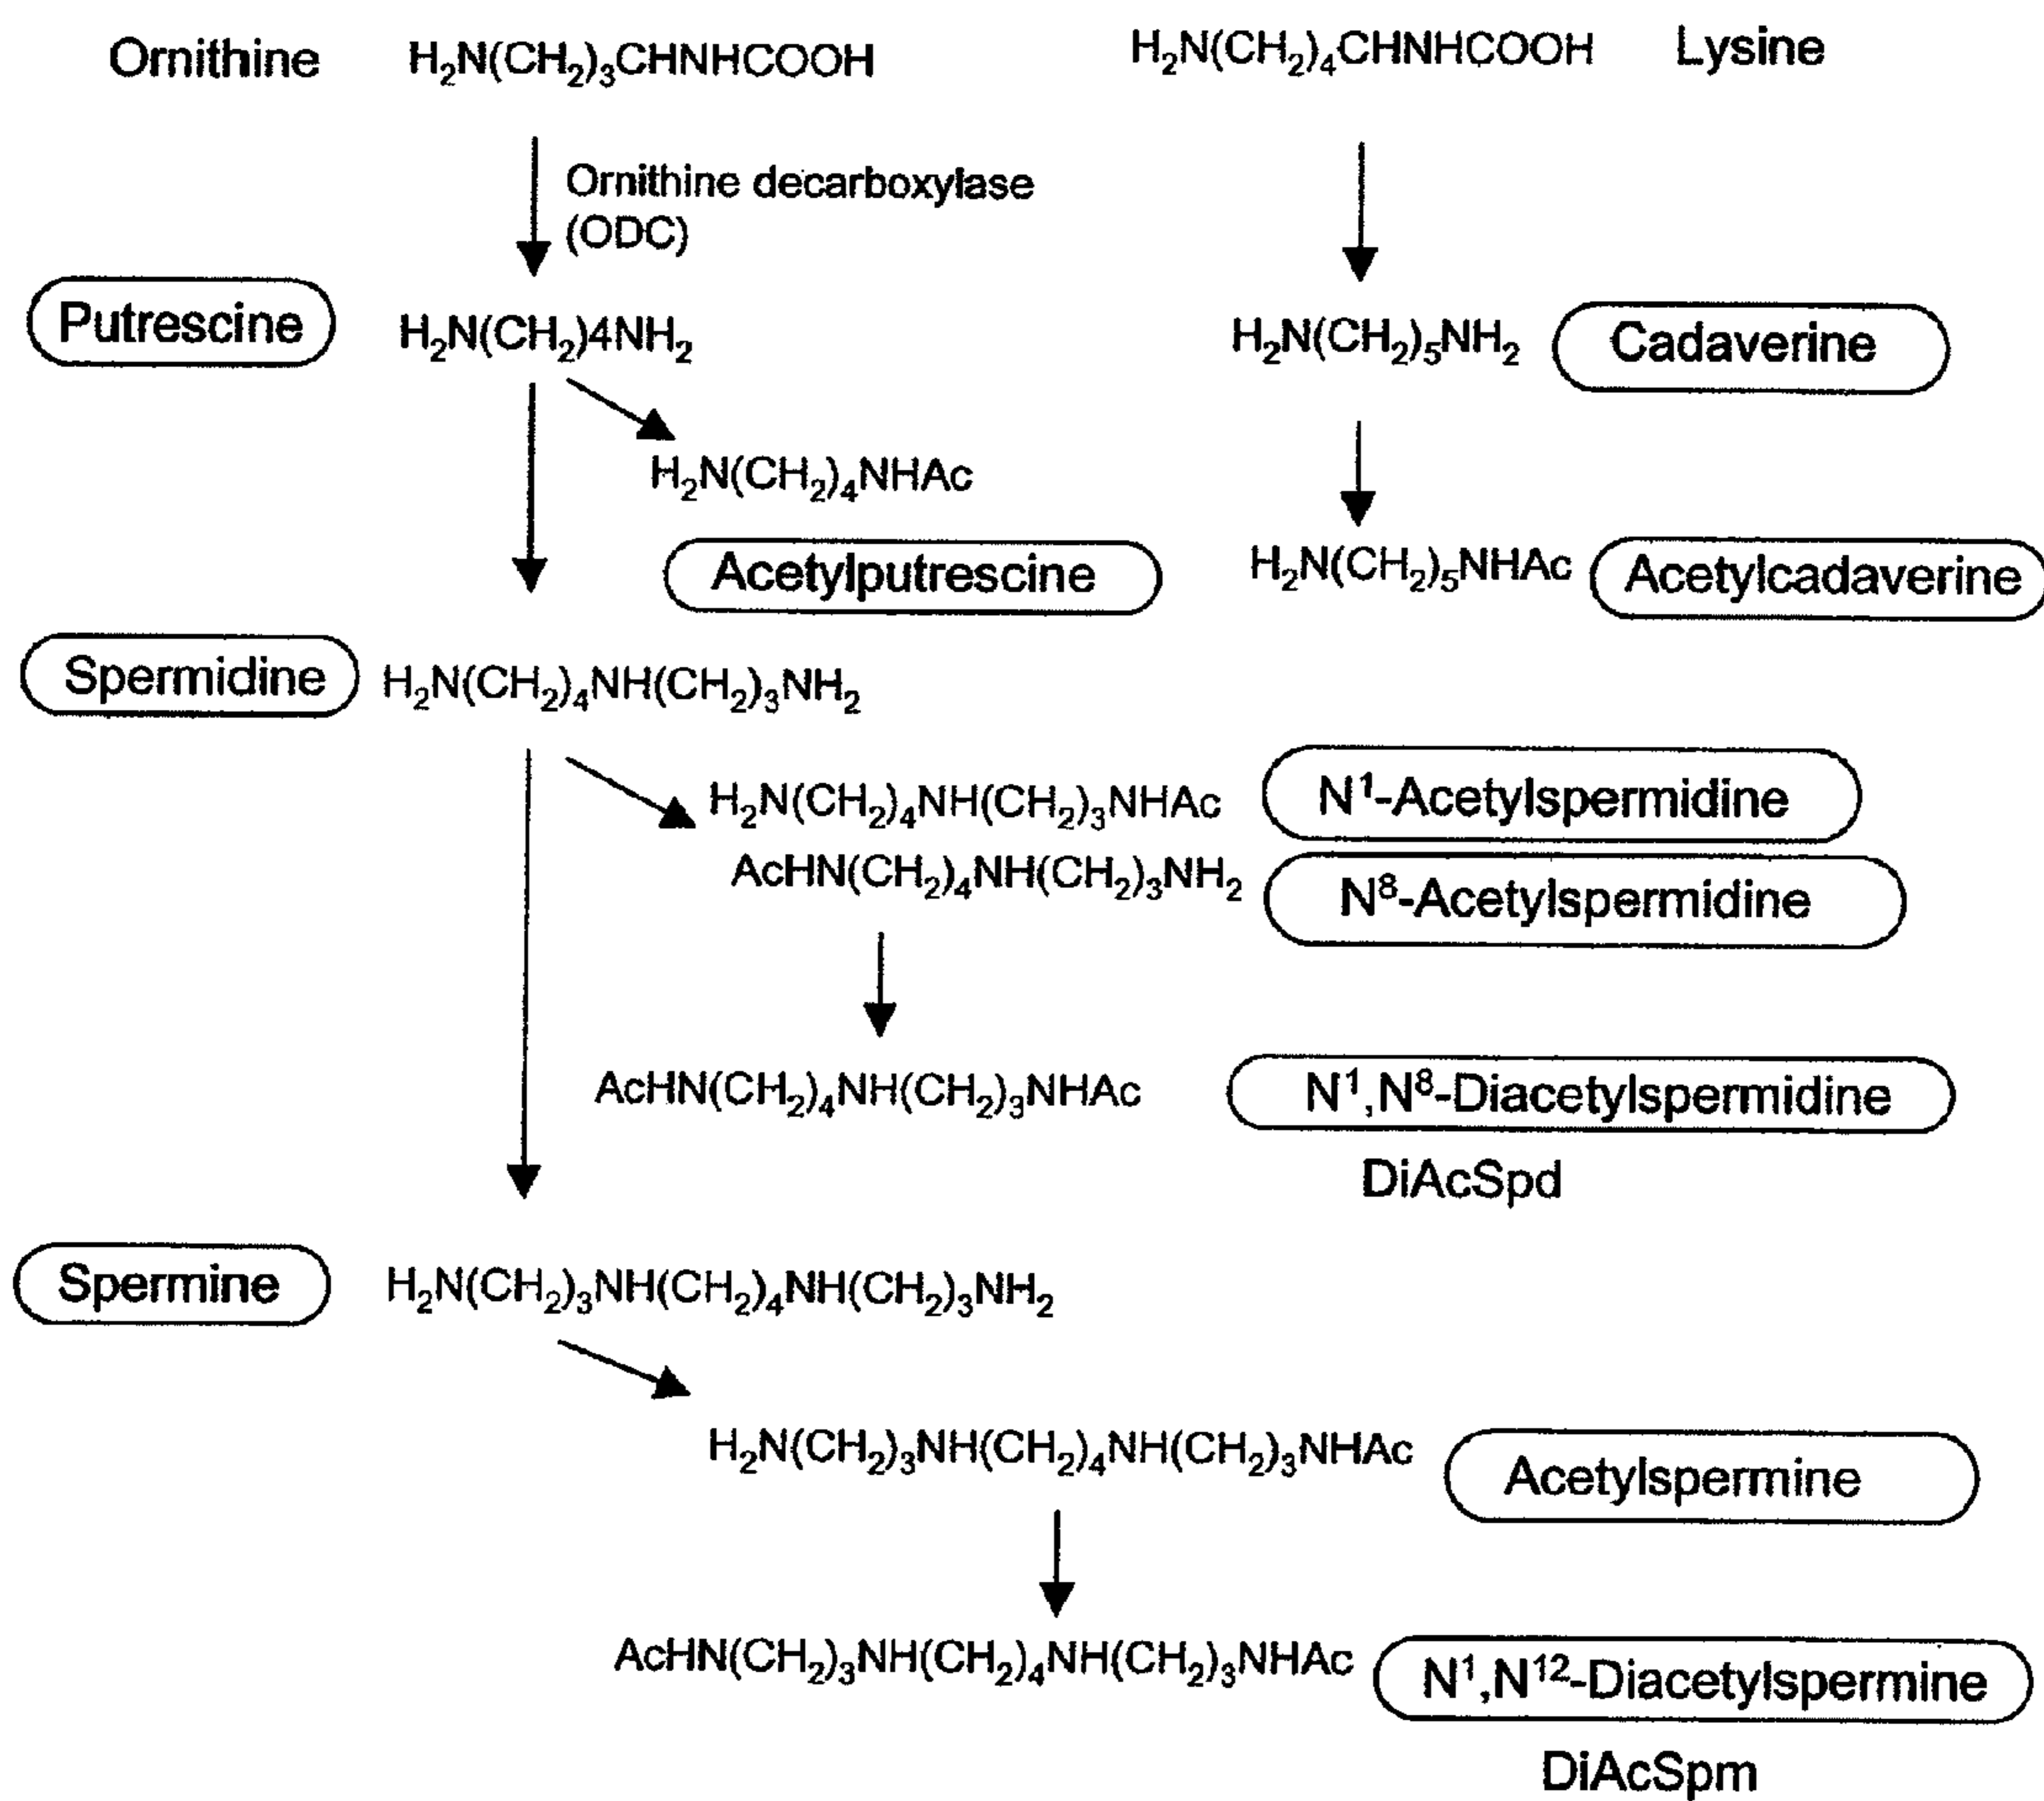 Ornithine H₂N(CH₂)₃CHNHCOOH H₂N(CH₂)₄CHNHCOOH Lysine
Ornithine decarboxylase
(ODC)
Putrescine H₂N(CH₂)4NH₂ H₂N(CH₂)₅NH₂ Cadaverine
H₂N(CH₂)₄NHAc
Acetylputrescine H₂N(CH₂)₅NHAc Acetylcadaverine
Spermidine H₂N(CH₂)₄NH(CH₂)₃NH₂
H₂N(CH₂)₄NH(CH₂)₃NHAc N¹-Acetylspermidine
AcHN(CH₂)₄NH(CH₂)₃NH₂ N⁸-Acetylspermidine
AcHN(CH₂)₄NH(CH₂)₃NHAc N¹,N⁸-Diacetylspermidine
DiAcSpd
Spermine H₂N(CH₂)₃NH(CH₂)₄NH(CH₂)₃NH₂
H₂N(CH₂)₃NH(CH₂)₄NH(CH₂)₃NHAc Acetylspermine
AcHN(CH₂)₃NH(CH₂)₄NH(CH₂)₃NHAc N¹,N¹²-Diacetylspermine
DiAcSpm